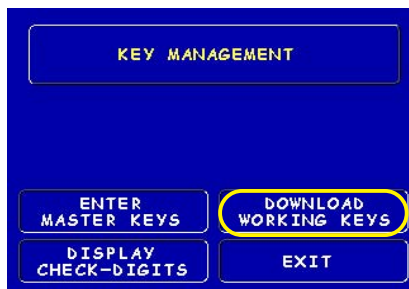 KEY MANAGEMENT
ENTER
MASTER KEYS
DOWNLOAD
WORKING KEYS
DISPLAY
CHECK-DIGITS
EXIT